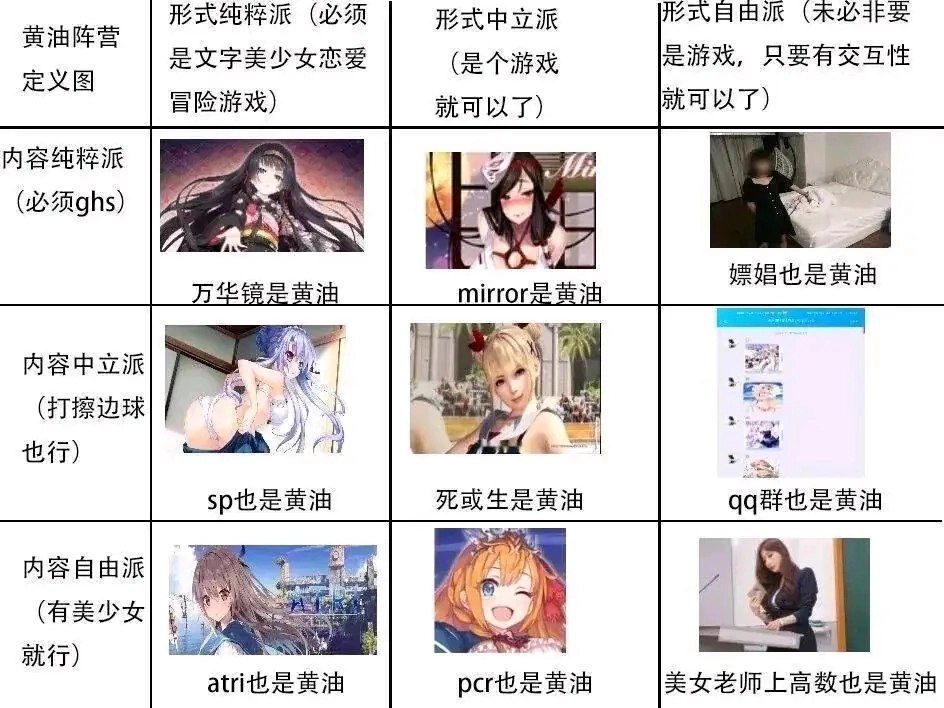 黄油阵营
定义图
形式纯粹派（必须
是文字美少女恋爱
冒险游戏）
形式中立派
（是个游戏
就可以了）
形式自由派（未必非要
是游戏，只要有交互性
就可以了）
内容纯粹派
（必须ghs）
万华镜是黄油
Mir
mirror是黄油
嫖娼也是黄油
内容中立派
（打擦边球
也行）
sp也是黄油
死或生是黄油
qq群也是黄油
内容自由派
（有美少女
就行）
ATRI
atri也是黄油
pcr也是黄油
美女老师上高数也是黄油